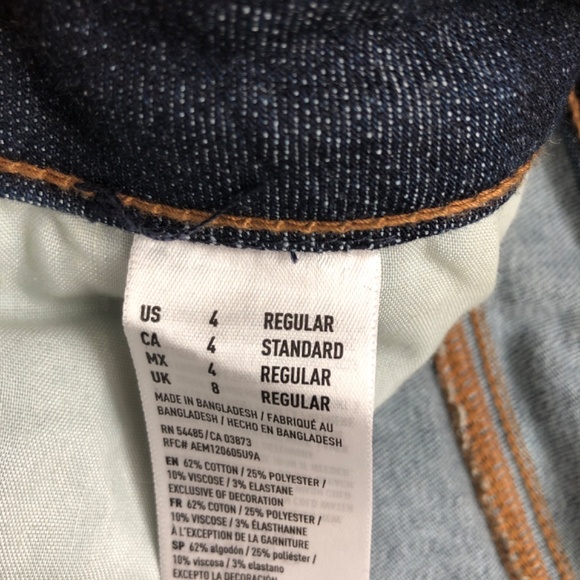 US 4 REGULAR
CA 4 STANDARD
MX 4 REGULAR
UK 8 REGULAR
MADE IN BANGLADESH / FABRIQUÉ AU
BANGLADESH / HECHO EN BANGLADESH
RN 54485 / CA 03873
RFC# AEM120605U9A
EN 62% COTTON / 25% POLYESTER /
10% VISCOSE / 3% ELASTANE
EXCLUSIVE OF DECORATION
FR 62% COTON / 25% POLYESTER /
10% VISCOSE / 3% ÉLASTHANNE
À L'EXCEPTION DE LA GARNITURE
SP 62% algodón / 25% poliéster /
10% viscosa / 3% elastano
EXCEPTO LA DECORACIÓN